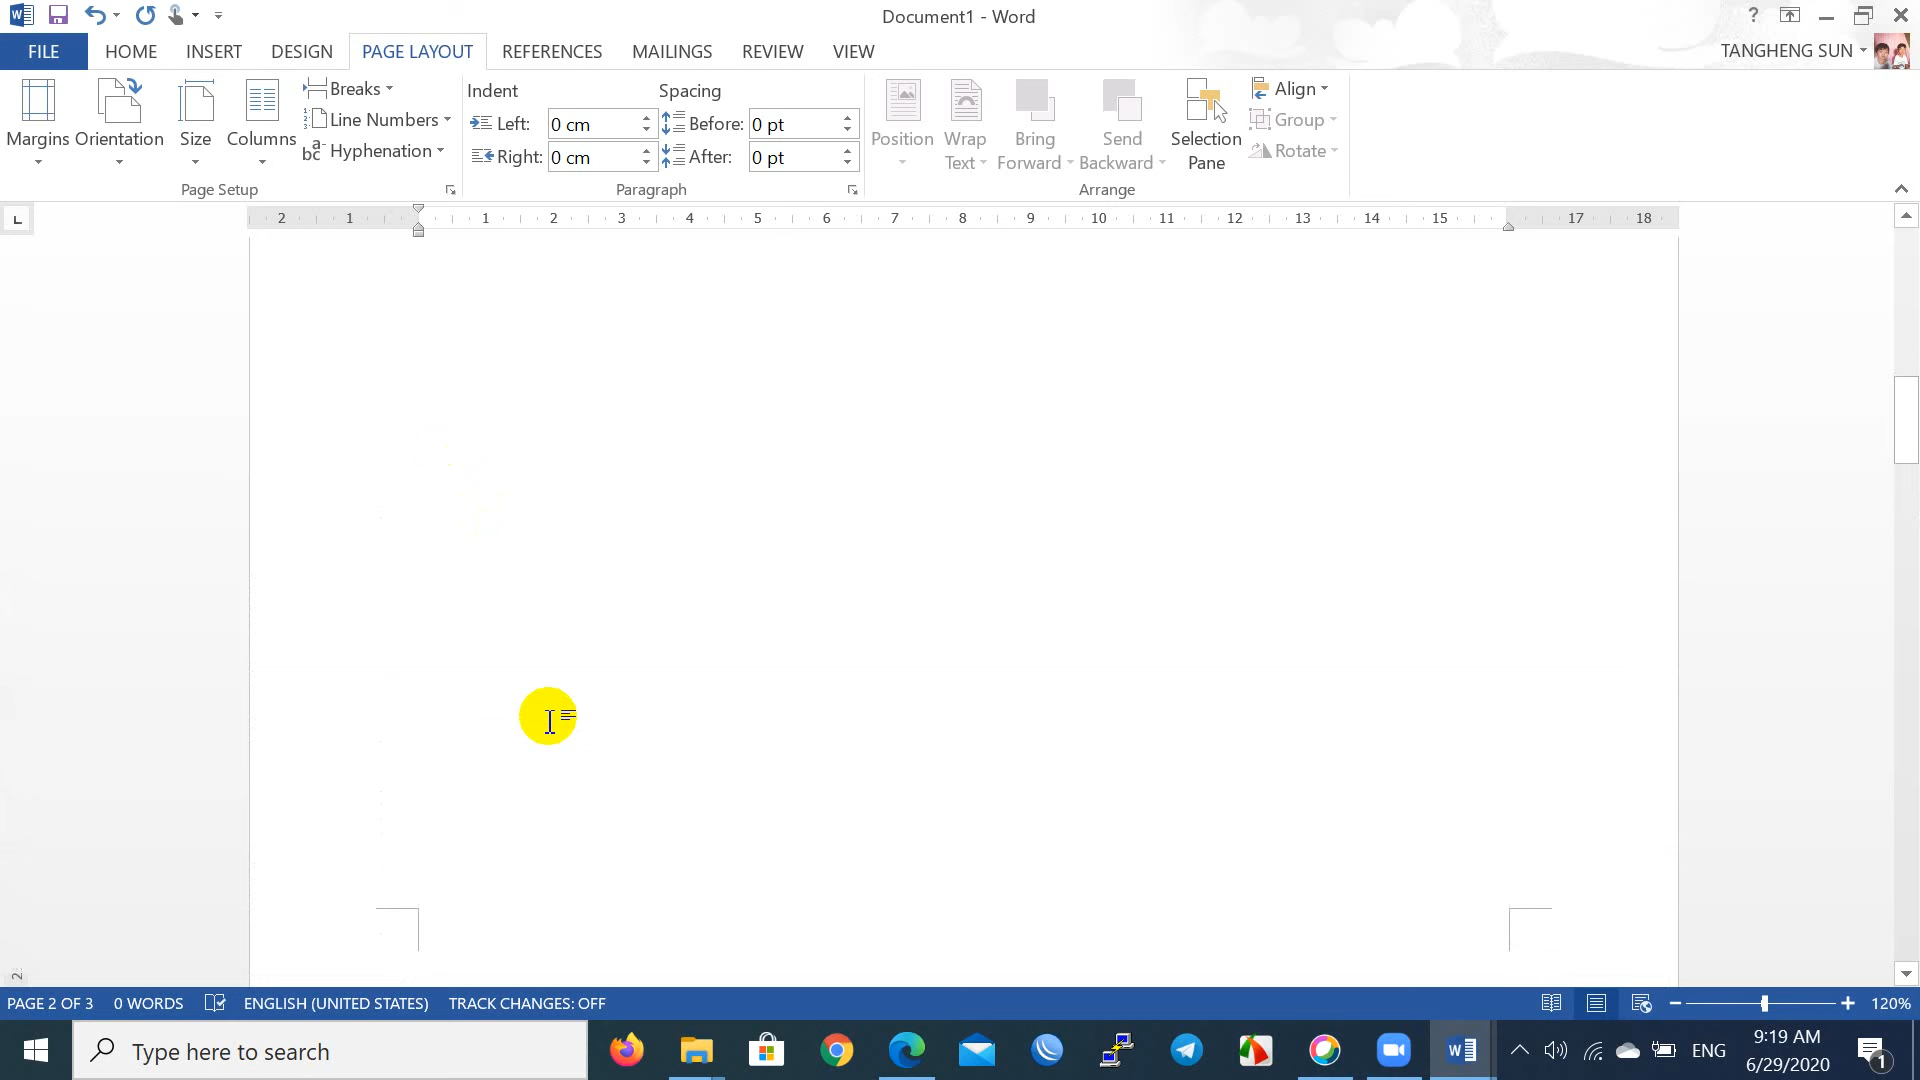 Document1 - Word
?
FILE HOME INSERT DESIGN PAGE LAYOUT REFERENCES MAILINGS REVIEW VIEW TANGHENG SUN
Margins Orientation Size Columns
Breaks
Line Numbers
Hyphenation
Page Setup
Indent Spacing
Left: 0 cm Before: 0 pt
Right: 0 cm After: 0 pt
Paragraph
Position Wrap Text Bring Forward Send Backward Selection Pane
Align
Group
Rotate
Arrange
2 1 1 2 3 4 5 6 7 8 9 10 11 12 13 14 15 17 18
2
PAGE 2 OF 3 0 WORDS ENGLISH (UNITED STATES) TRACK CHANGES: OFF 120%
Type here to search
ENG
9:19 AM
6/29/2020
1